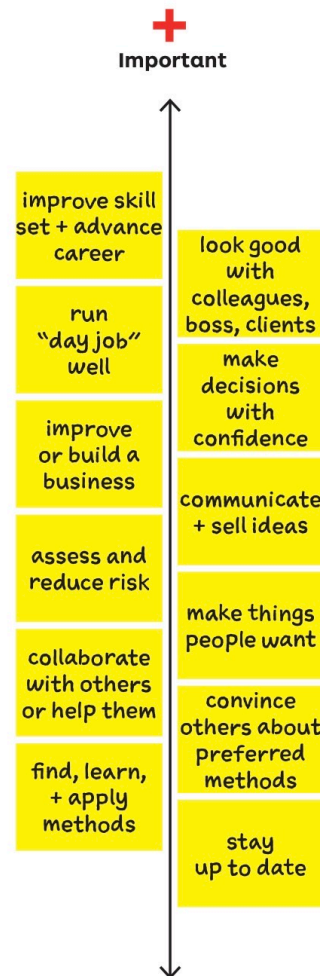 +
Important
improve skill
set + advance
career
look good
with
colleagues,
boss, clients
run
"day job"
well
make
decisions
with
confidence
improve
or build a
business
communicate
+ sell ideas
assess and
reduce risk
make things
people want
collaborate
with others
or help them
convince
others about
preferred
methods
find, learn,
+ apply
methods
stay
up to date